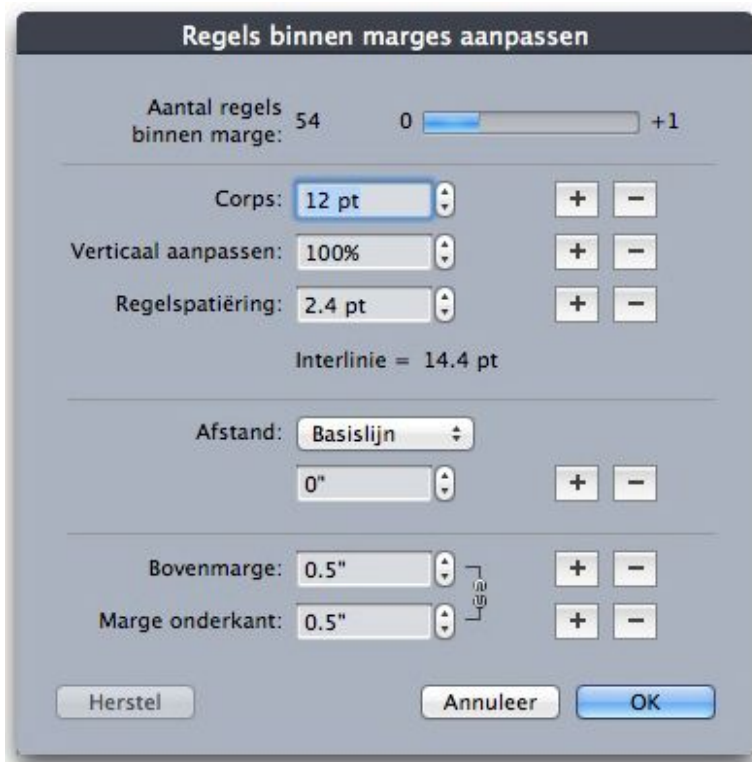 Regels binnen marges aanpassen
Aantal regels
binnen marge: 54 0 +1
Corps: 12 pt + −
Verticaal aanpassen: 100% + −
Regelspatiëring: 2.4 pt + −
Interlinie = 14.4 pt
Afstand: Basislijn
0" + −
Bovenmarge: 0.5" + −
Marge onderkant: 0.5" + −
Herstel Annuleer OK